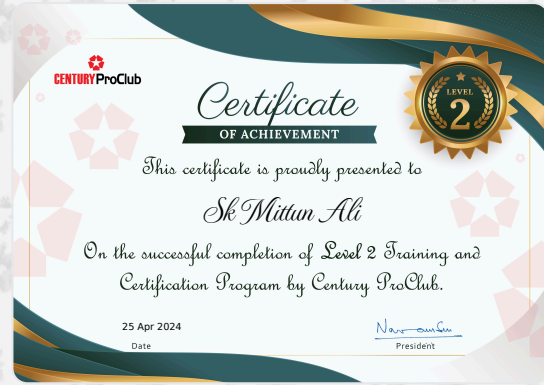 CENTURY ProClub
LEVEL
2
Certificate
OF ACHIEVEMENT
This certificate is proudly presented to
Sk Mittun Ali
On the successful completion of Level 2 Training and
Certification Program by Century ProClub.
25 Apr 2024
Date
President